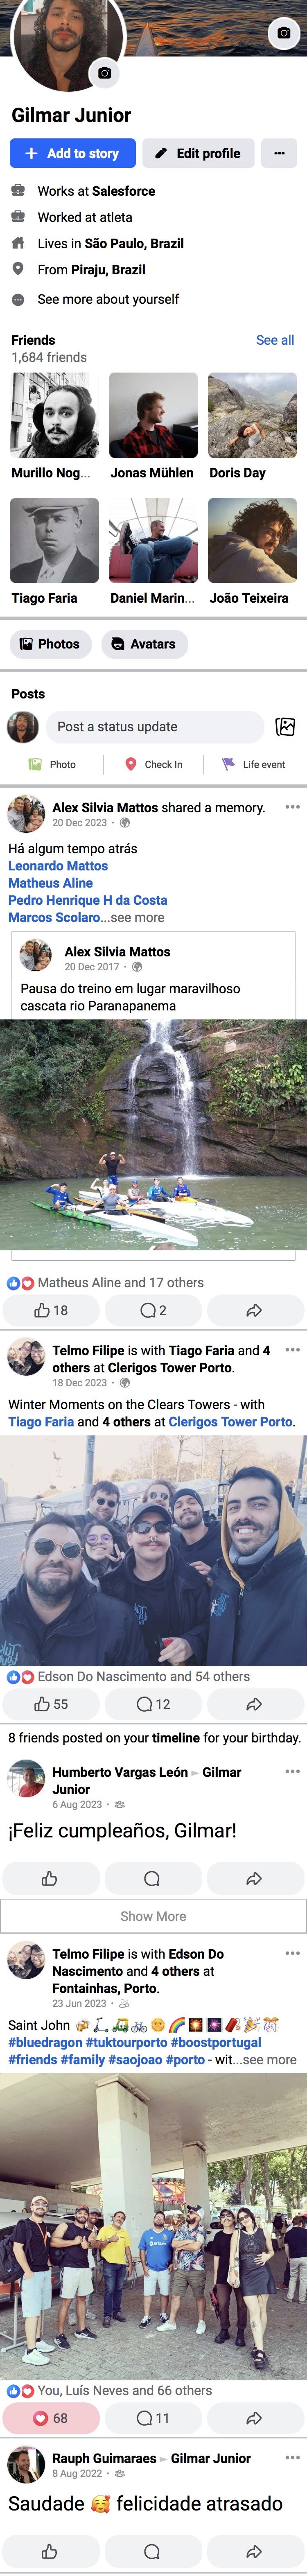 Gilmar Junior
Add to story
Edit profile
Works at Salesforce
Worked at atleta
Lives in São Paulo, Brazil
From Piraju, Brazil
See more about yourself
Friends
See all
1,684 friends
Murillo Nog...
Jonas Mühlen
Doris Day
Tiago Faria
Daniel Marin...
João Teixeira
Photos
Avatars
Posts
Post a status update
Photo
Check In
Life event
Alex Silvia Mattos shared a memory.
20 Dec 2023 ·
Há algum tempo atrás
Leonardo Mattos
Matheus Aline
Pedro Henrique H da Costa
Marcos Scolaro...see more
Alex Silvia Mattos
20 Dec 2017 ·
Pausa do treino em lugar maravilhoso
cascata rio Paranapanema
Matheus Aline and 17 others
18
2
Telmo Filipe is with Tiago Faria and 4
others at Clerigos Tower Porto.
18 Dec 2023 ·
Winter Moments on the Clears Towers - with
Tiago Faria and 4 others at Clerigos Tower Porto.
Edson Do Nascimento and 54 others
55
12
8 friends posted on your timeline for your birthday.
Humberto Vargas León ► Gilmar
Junior
6 Aug 2023 ·
¡Feliz cumpleaños, Gilmar!
Show More
Telmo Filipe is with Edson Do
Nascimento and 4 others at
Fontainhas, Porto.
23 Jun 2023 ·
Saint John 🍻🛴🛺🚲🌝🌈🎇🎆🧨🎉🎊
#bluedragon #tuktourporto #boostportugal
#friends #family #saojoao #porto - wit...see more
You, Luís Neves and 66 others
68
11
Rauph Guimaraes ► Gilmar Junior
8 Aug 2022 ·
Saudade 🥰 felicidade atrasado